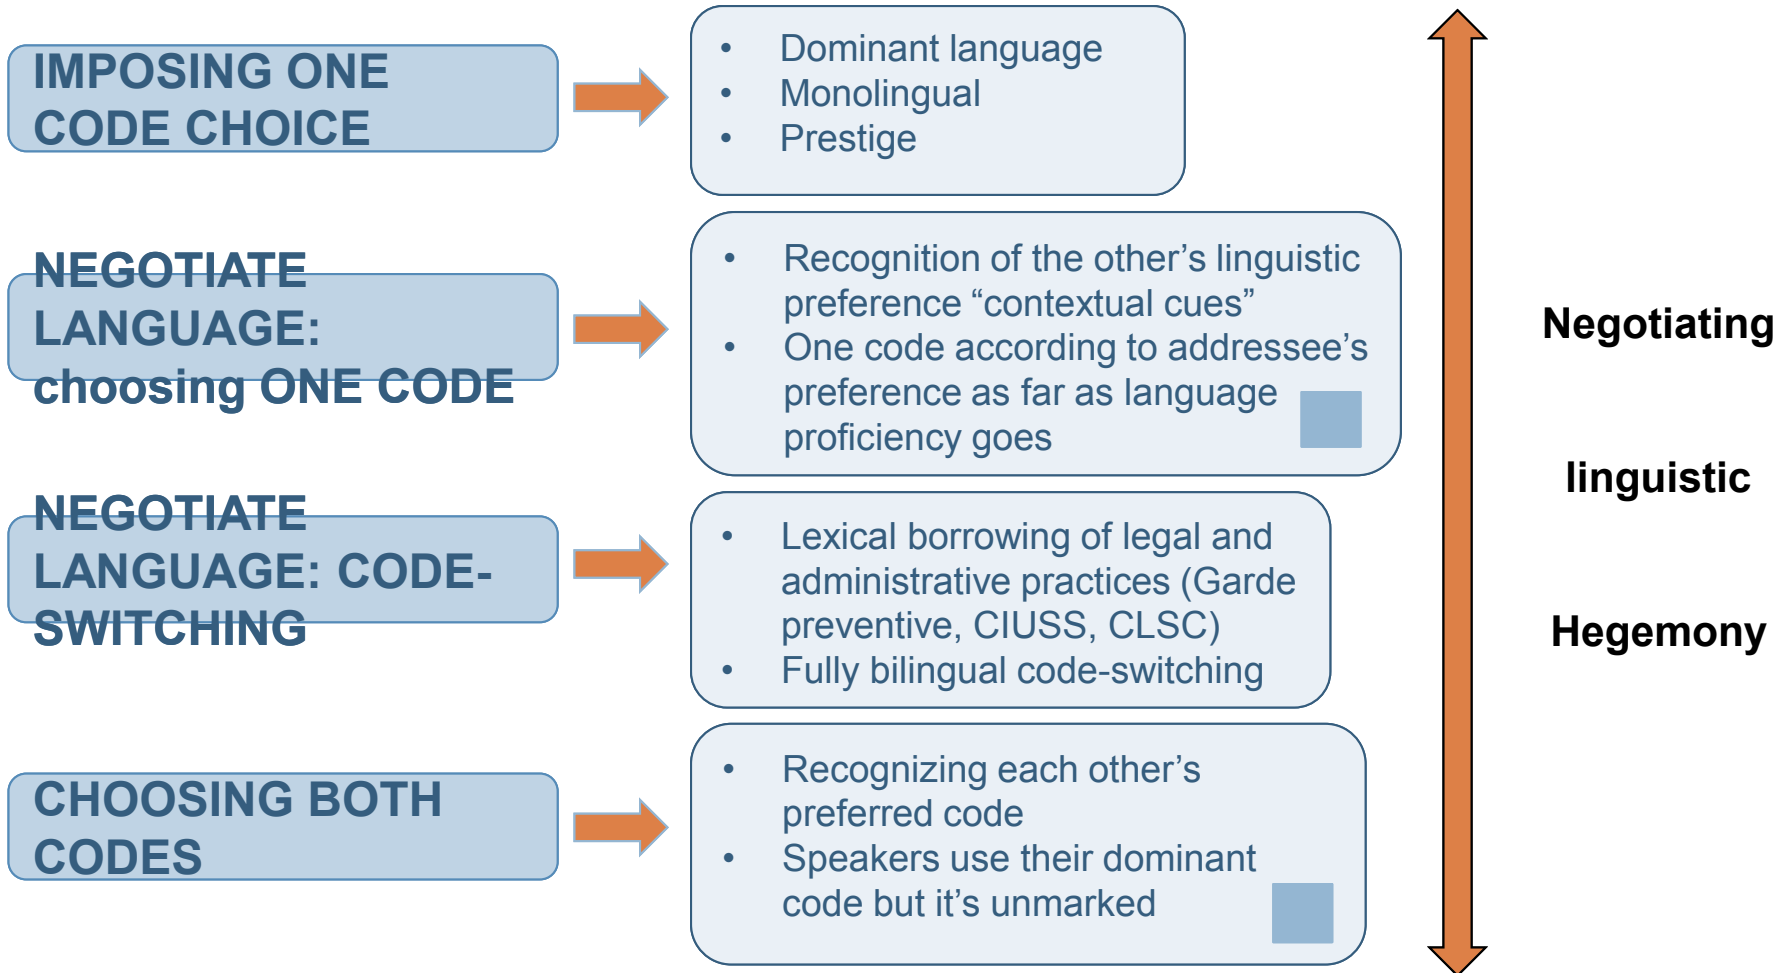 IMPOSING ONE
CODE CHOICE
• Dominant language
• Monolingual
• Prestige
NEGOTIATE
LANGUAGE:
choosing ONE CODE
• Recognition of the other’s linguistic
preference “contextual cues”
• One code according to addressee’s
preference as far as language
proficiency goes
NEGOTIATE
LANGUAGE: CODE-
SWITCHING
• Lexical borrowing of legal and
administrative practices (Garde
preventive, CIUSS, CLSC)
• Fully bilingual code-switching
CHOOSING BOTH
CODES
• Recognizing each other’s
preferred code
• Speakers use their dominant
code but it’s unmarked
Negotiating
linguistic
Hegemony